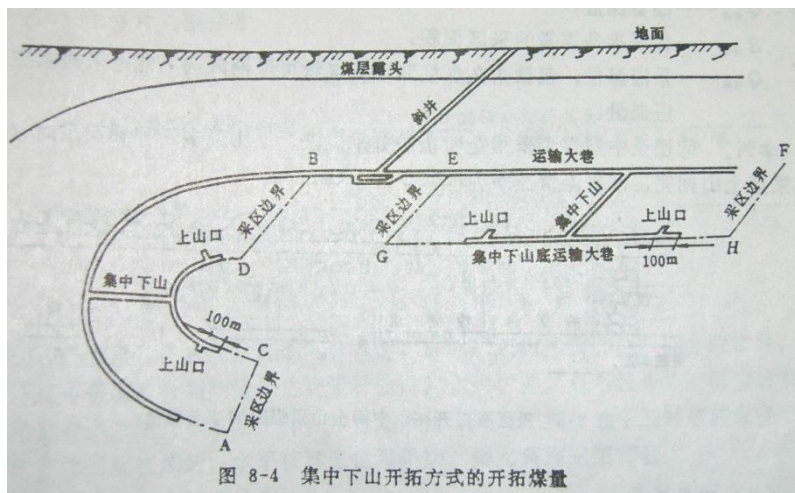 地面
煤层露头
斜井
B
E
运输大巷
F
采区边界
采区边界
集中下山
采区边界
上山口
上山口
上山口
D
G
集中下山底运输大巷
H
100m
集中下山
100m
上山口
C
采区边界
A
图 8-4 集中下山开拓方式的开拓煤量